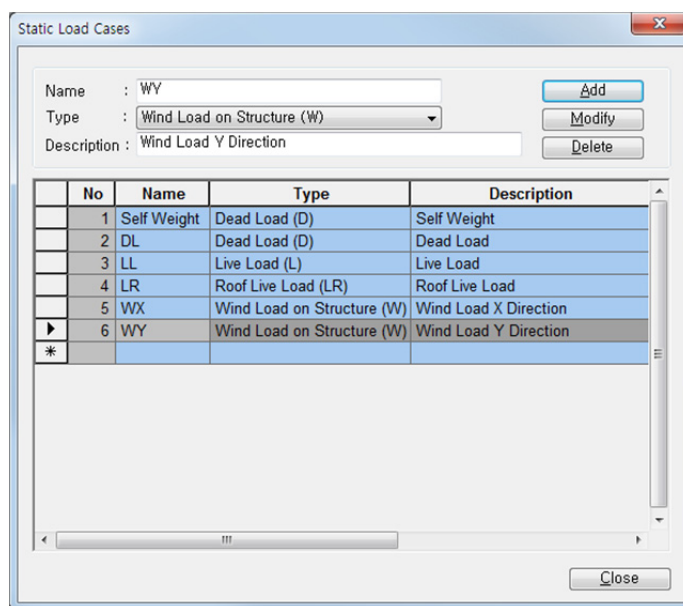 Static Load Cases
Name : WY
Add
Type : Wind Load on Structure (W)
Modify
Description : Wind Load Y Direction
Delete
No Name Type Description
1 Self Weight Dead Load (D) Self Weight
2 DL Dead Load (D) Dead Load
3 LL Live Load (L) Live Load
4 LR Roof Live Load (LR) Roof Live Load
5 WX Wind Load on Structure (W) Wind Load X Direction
6 WY Wind Load on Structure (W) Wind Load Y Direction
Close